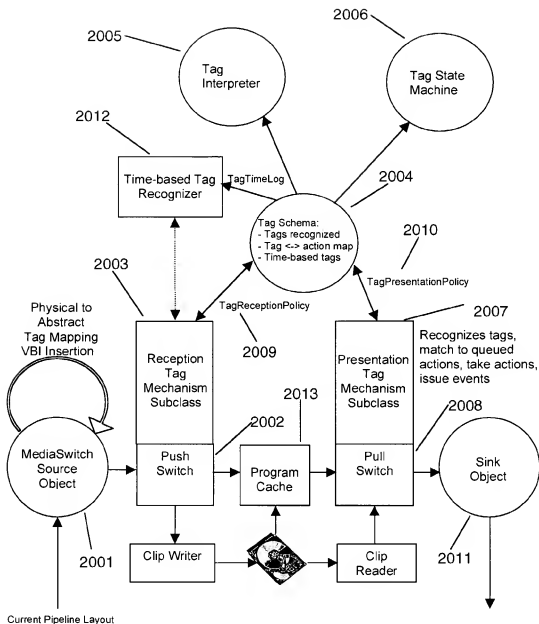 2005
2006
Tag
Interpreter
Tag State
Machine
2012
Time-based Tag
Recognizer
TagTimeLog
2004
Tag Schema:
- Tags recognized
- Tag <-> action map
- Time-based tags
2010
TagPresentationPolicy
2003
TagReceptionPolicy
2009
2007
Physical to
Abstract
Tag Mapping
VBI Insertion
Reception
Tag
Mechanism
Subclass
Presentation
Tag
Mechanism
Subclass
Recognizes tags,
match to queued
actions, take actions,
issue events
2002
2013
2008
MediaSwitch
Source
Object
Push
Switch
Program
Cache
Pull
Switch
Sink
Object
2001
Clip Writer
Clip
Reader
2011
Current Pipeline Layout